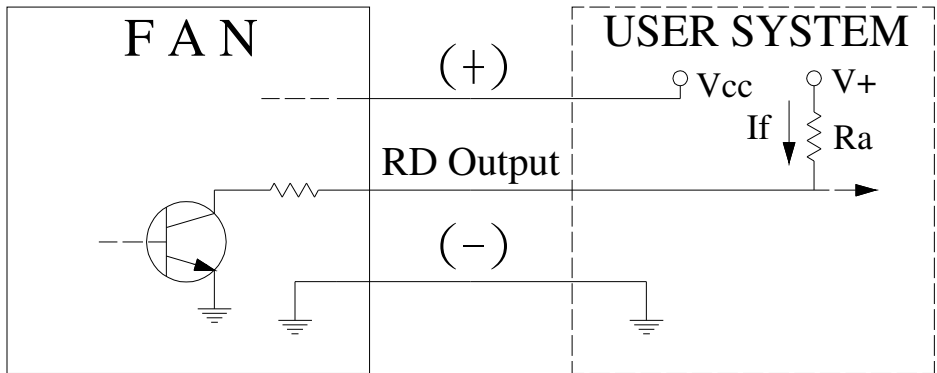 F A N
USER SYSTEM
(+)
Vcc
V+
If
Ra
RD Output
(-)